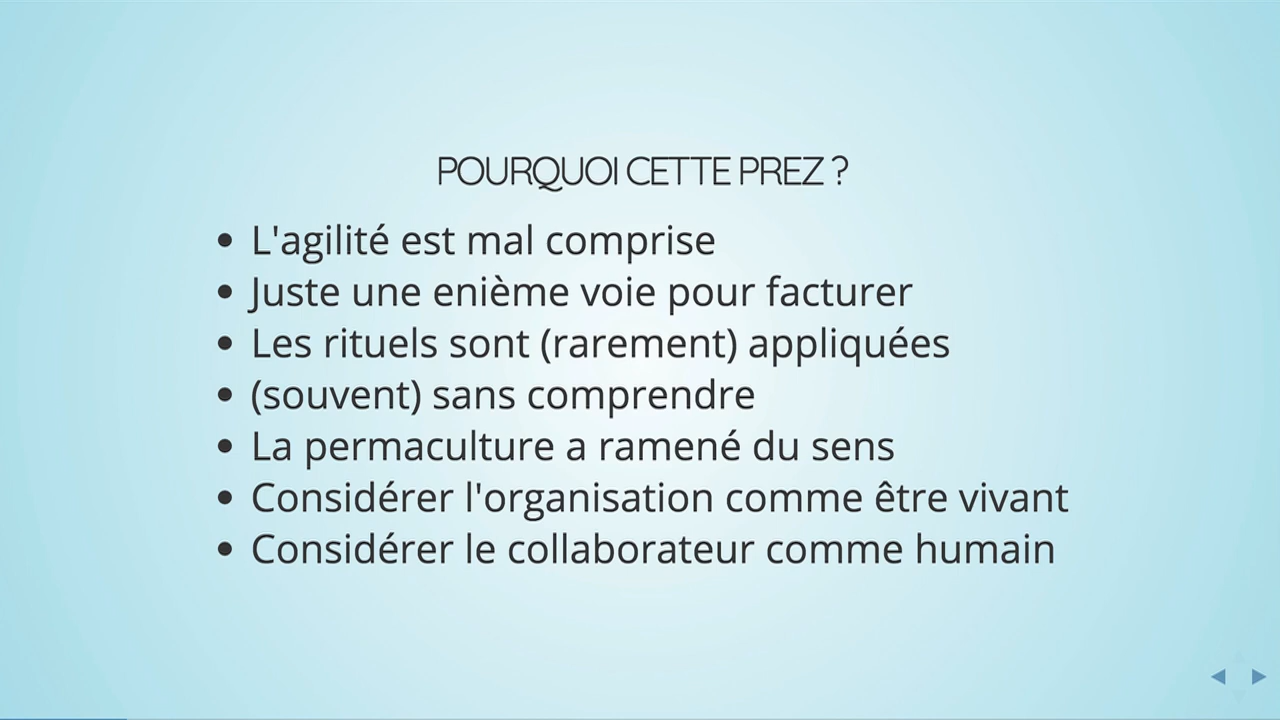 POURQUOI CETTE PREZ ?
L'agilité est mal comprise
Juste une enième voie pour facturer
Les rituels sont (rarement) appliquées
(souvent) sans comprendre
La permaculture a ramené du sens
Considérer l'organisation comme être vivant
Considérer le collaborateur comme humain